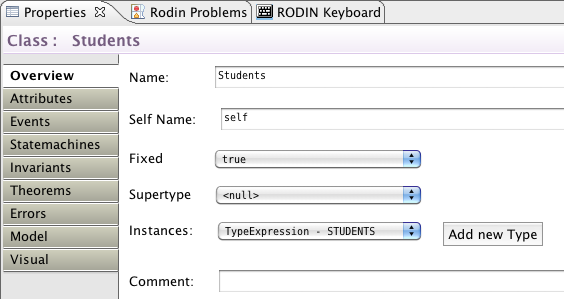 Properties Rodin Problems RODIN Keyboard
Class : Students
Overview
Attributes
Events
Statemachines
Invariants
Theorems
Errors
Model
Visual
Name: Students
Self Name: self
Fixed true
Supertype <null>
Instances: TypeExpression - STUDENTS Add new Type
Comment: